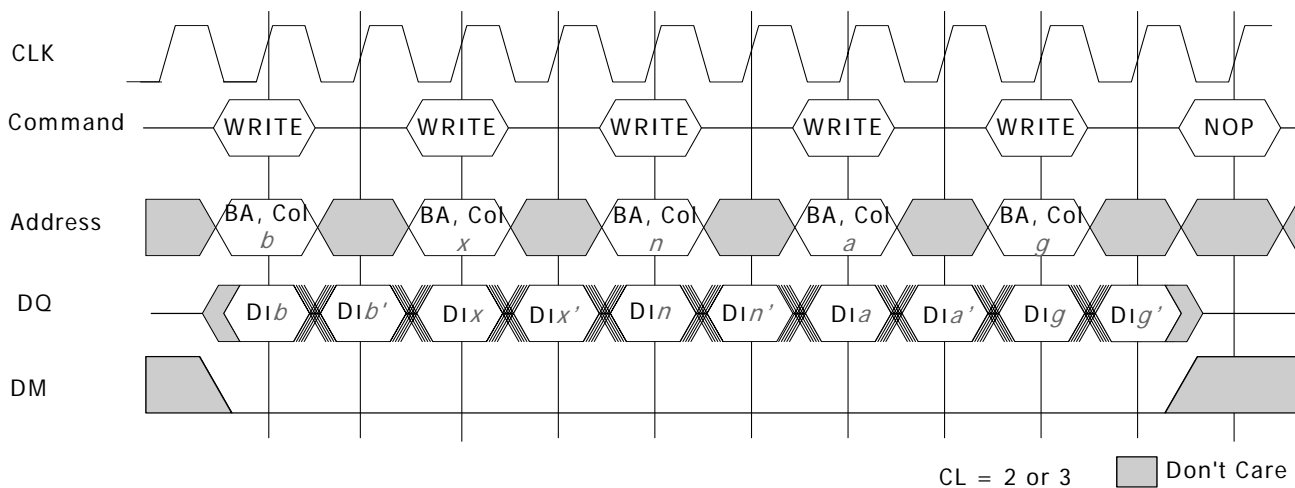 CLK
Command WRITE WRITE WRITE WRITE WRITE NOP
Address BA, Col b BA, Col x BA, Col n BA, Col a BA, Col g
DQ DIb DIb' DIx DIx' DIn DIn' DIa DIa' DIg DIg'
DM
CL = 2 or 3 Don't Care